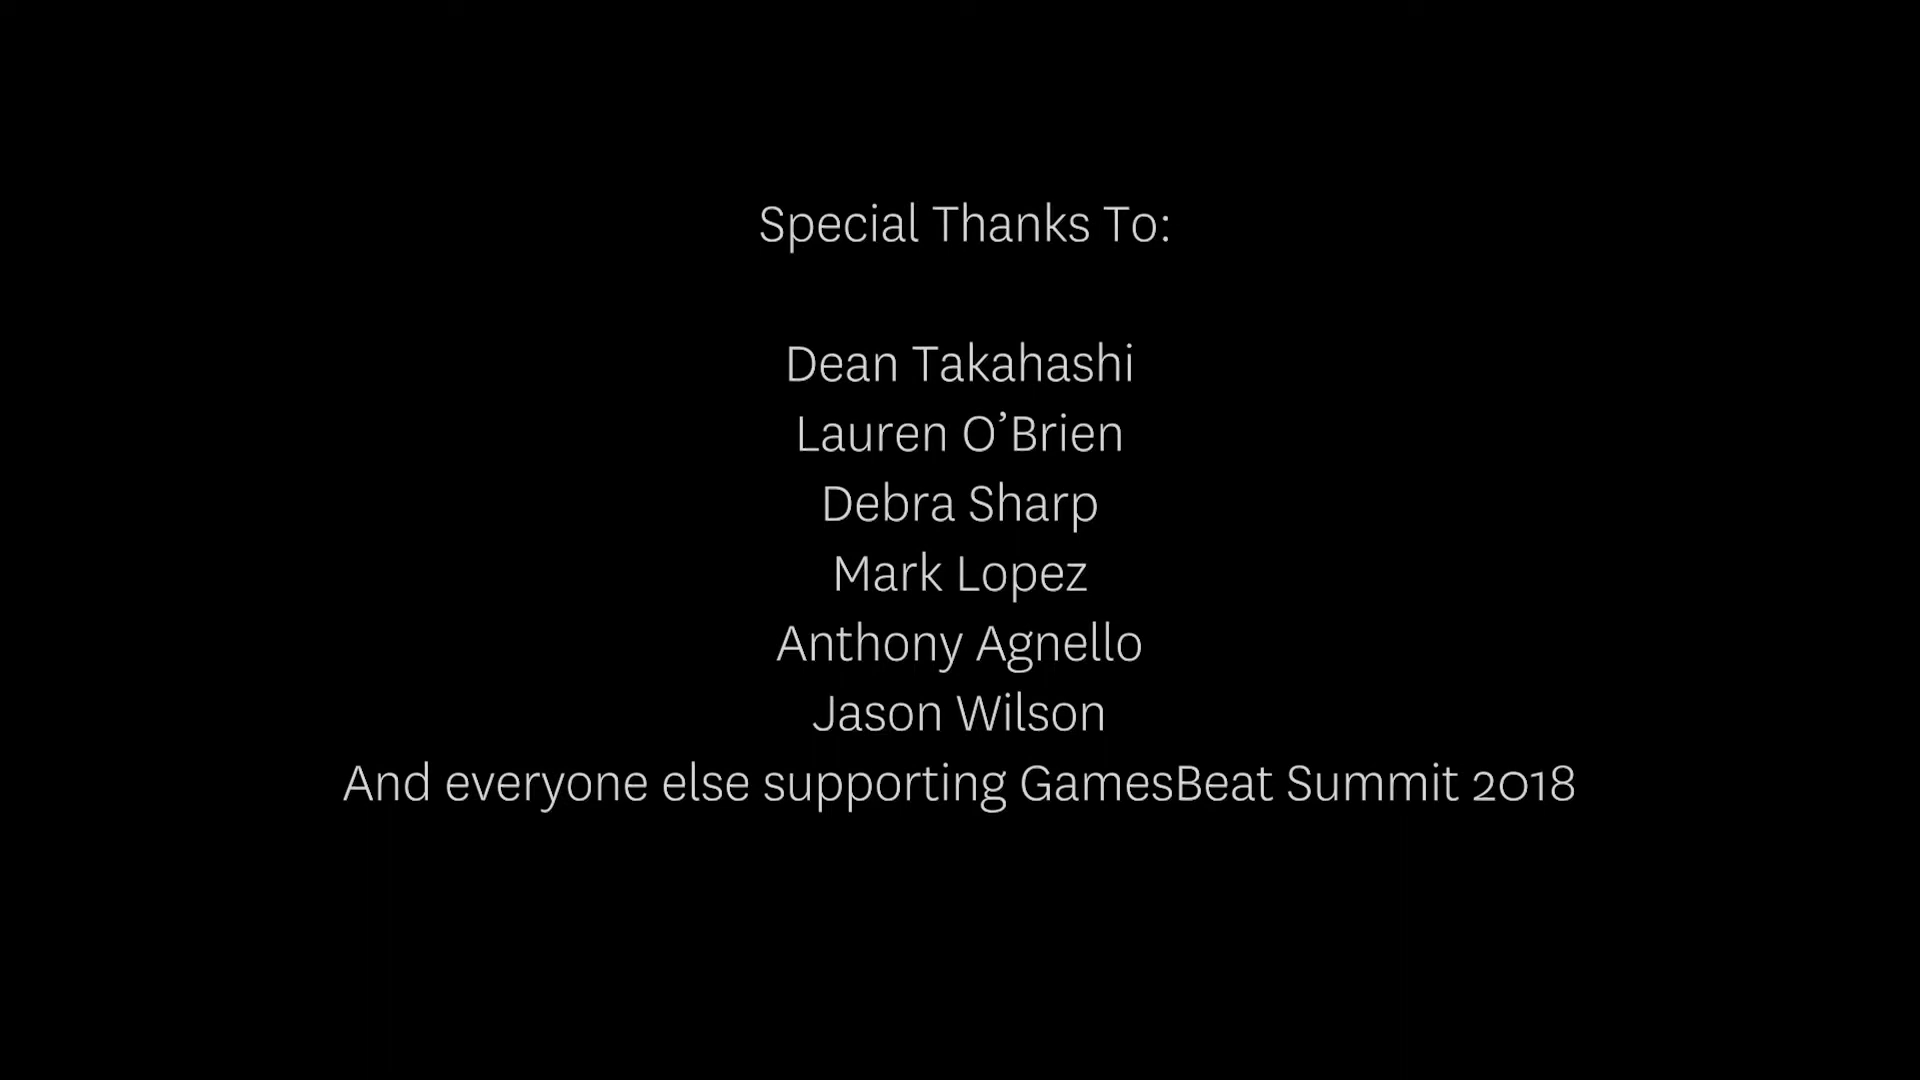 Special Thanks To:
Dean Takahashi
Lauren O’Brien
Debra Sharp
Mark Lopez
Anthony Agnello
Jason Wilson
And everyone else supporting GamesBeat Summit 2018